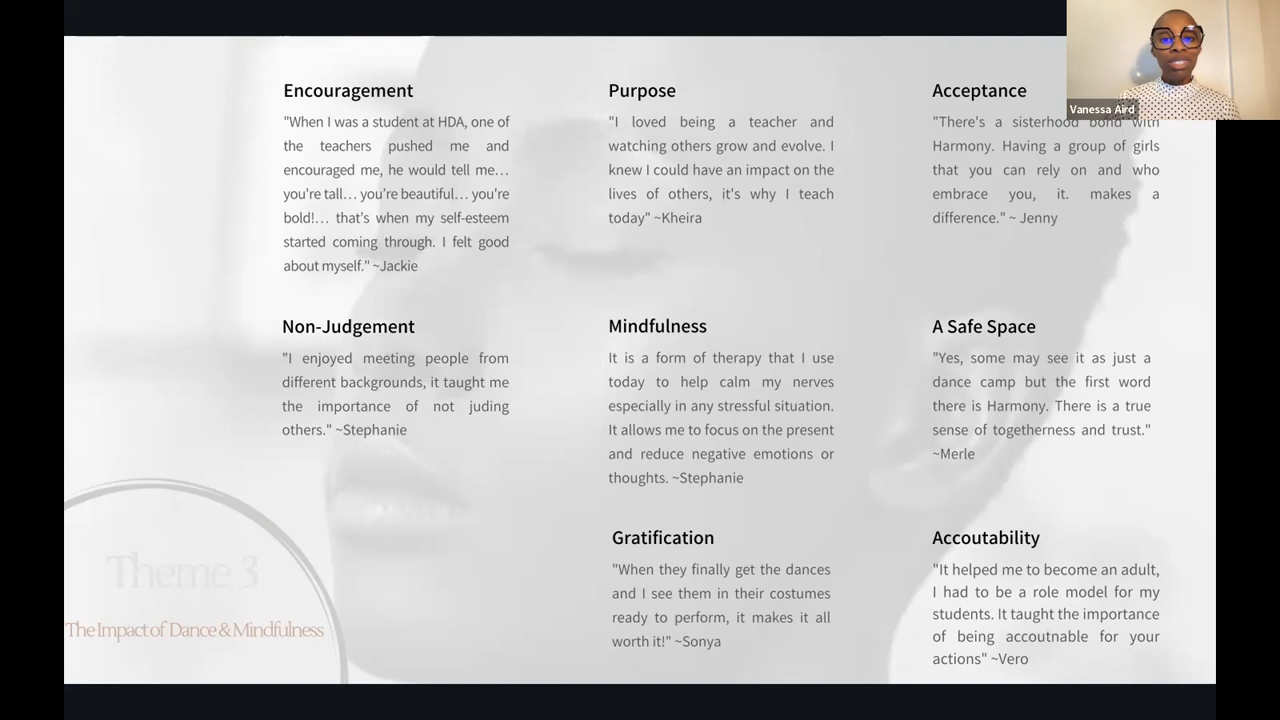 Vanessa Aird
Encouragement
"When I was a student at HDA, one of
the teachers pushed me and
encouraged me, he would tell me…
you're tall… you're beautiful… you're
bold!… that's when my self-esteem
started coming through. I felt good
about myself." ~Jackie
Purpose
"I loved being a teacher and
watching others grow and evolve. I
knew I could have an impact on the
lives of others, it's why I teach
today" ~Kheira
Acceptance
"There's a sisterhood bond with
Harmony. Having a group of girls
that you can rely on and who
embrace you, it. makes a
difference." ~ Jenny
Non-Judgement
"I enjoyed meeting people from
different backgrounds, it taught me
the importance of not juding
others." ~Stephanie
Mindfulness
It is a form of therapy that I use
today to help calm my nerves
especially in any stressful situation.
It allows me to focus on the present
and reduce negative emotions or
thoughts. ~Stephanie
A Safe Space
"Yes, some may see it as just a
dance camp but the first word
there is Harmony. There is a true
sense of togetherness and trust."
~Merle
Gratification
"When they finally get the dances
and I see them in their costumes
ready to perform, it makes it all
worth it!" ~Sonya
Accoutability
"It helped me to become an adult,
I had to be a role model for my
students. It taught the importance
of being accoutnable for your
actions" ~Vero
Theme 3
The Impact of Dance & Mindfulness